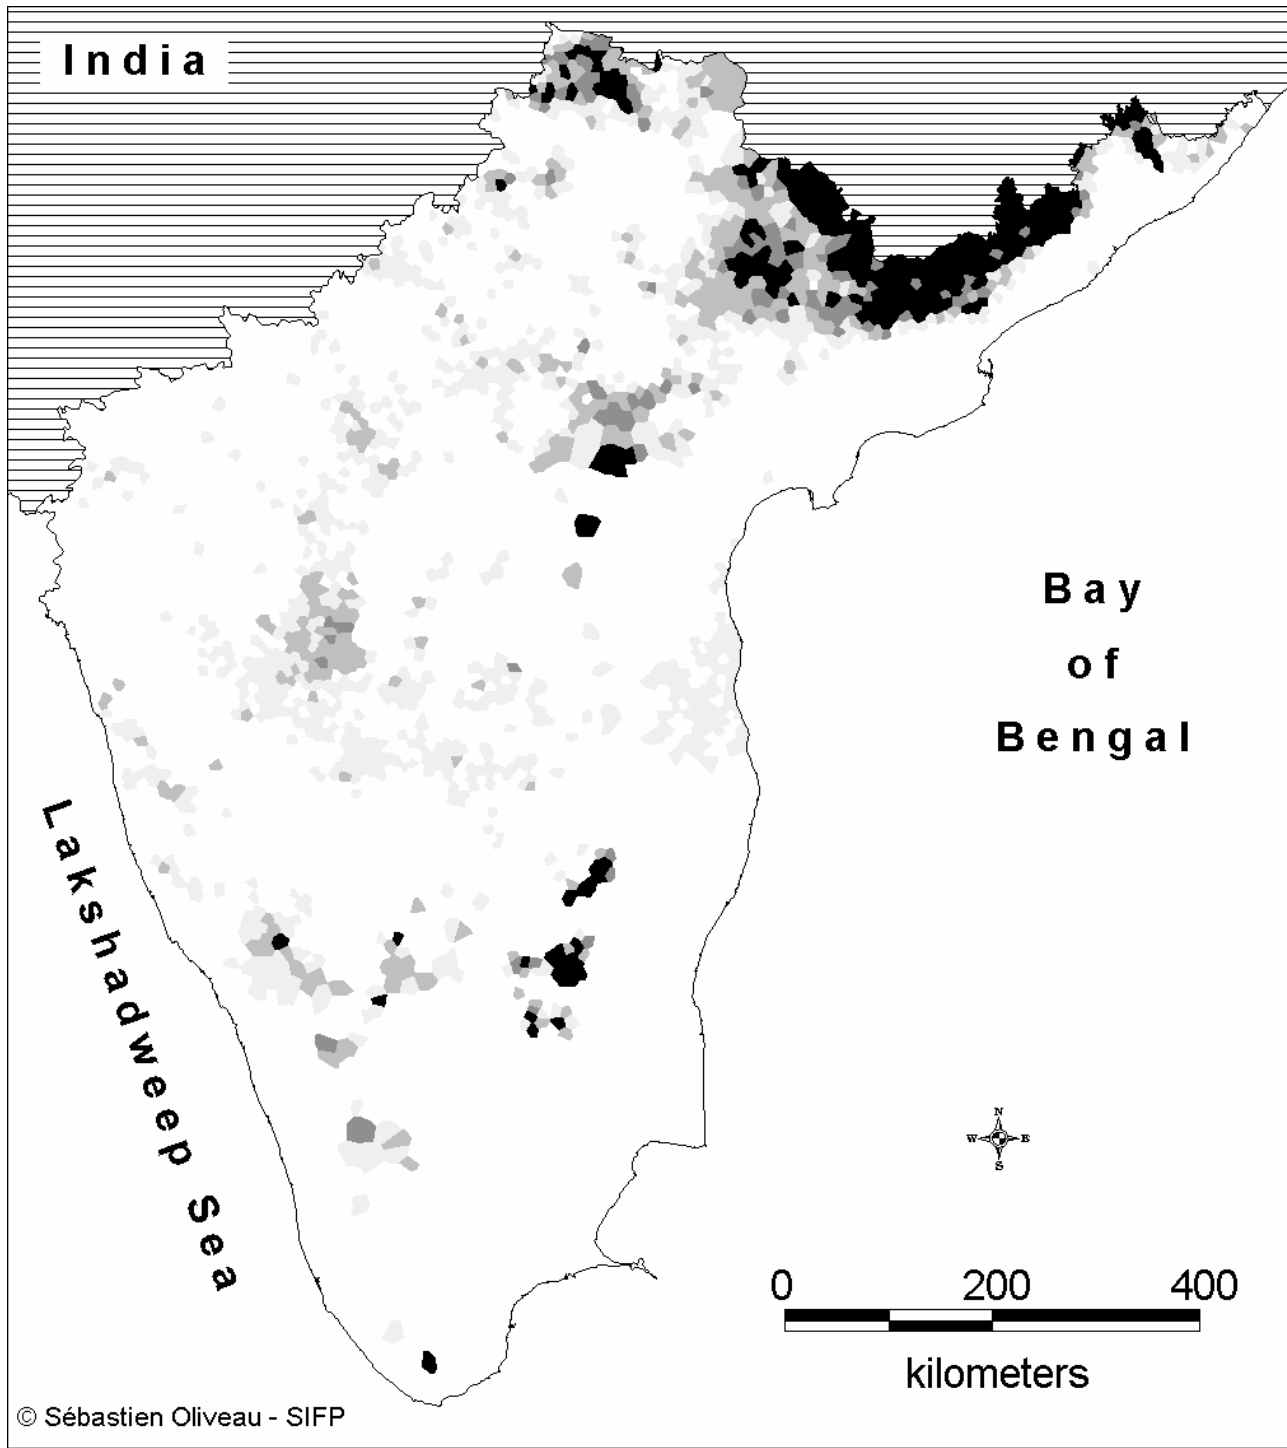 India
Bay
of
Bengal
Lakshadweep Sea
N
W E
S
0 200 400
kilometers
© Sébastien Oliveau - SIFP